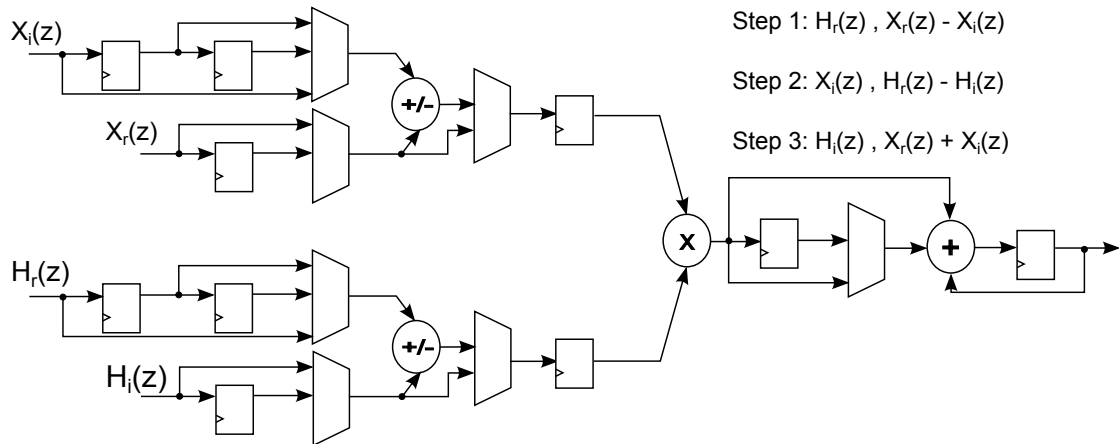 Xi(z)
Step 1: Hr(z) , Xr(z) - Xi(z)
Step 2: Xi(z) , Hr(z) - Hi(z)
+/-
Xr(z)
Step 3: Hi(z) , Xr(z) + Xi(z)
x
+
Hr(z)
+/-
Hi(z)